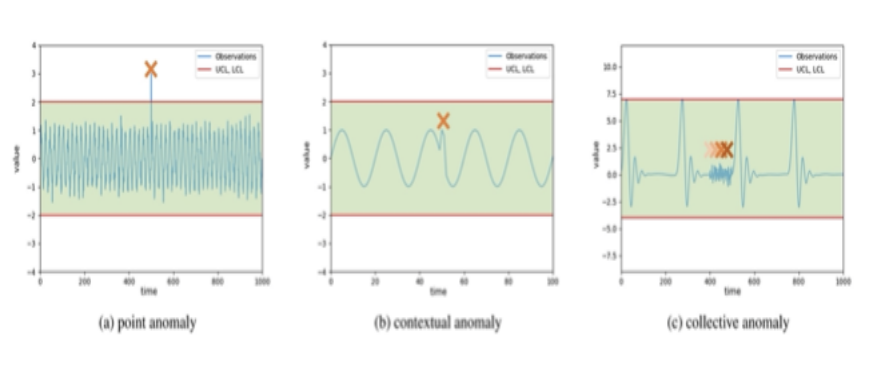 4
3
2
1
0
−1
−2
−3
−4
value
0 200 400 600 800 1000
time
Observations
UCL, LCL
(a) point anomaly
4
3
2
1
0
−1
−2
−3
−4
value
0 20 40 60 80 100
time
Observations
UCL, LCL
(b) contextual anomaly
10.0
7.5
5.0
2.5
0.0
−2.5
−5.0
−7.5
value
0 200 400 600 800 1000
time
Observations
UCL, LCL
(c) collective anomaly